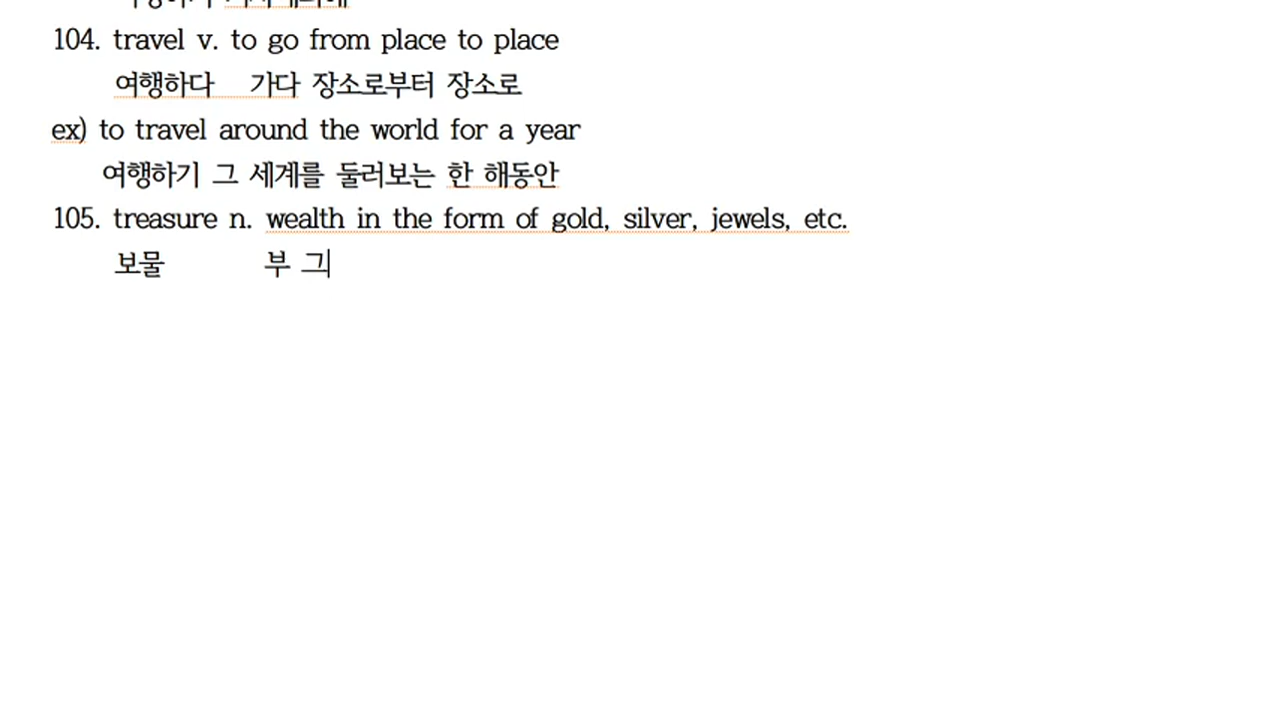 104. travel v. to go from place to place
여행하다 가다 장소로부터 장소로
ex) to travel around the world for a year
여행하기 그 세계를 둘러보는 한 해동안
105. treasure n. wealth in the form of gold, silver, jewels, etc.
보물 부 그